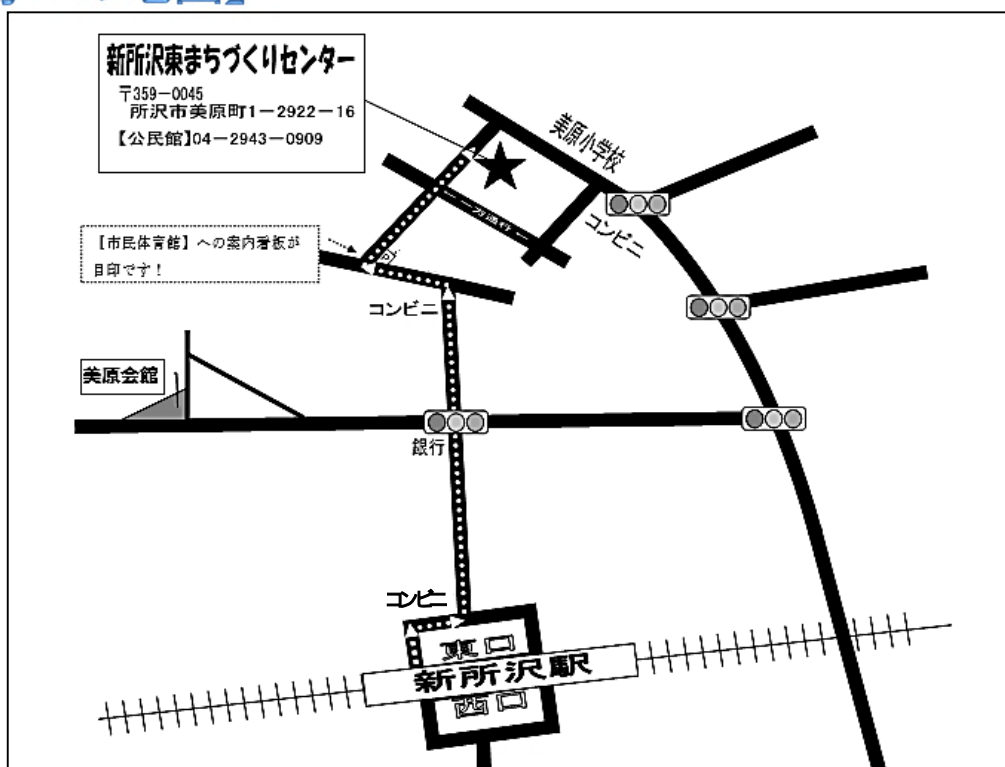 新所沢東まちづくりセンター
〒359－0045
所沢市美原町1－2922－16
【公民館】04－2943－0909
美原小学校
一方通行
コンビニ
【市民体育館】への案内看板が
目印です！
コンビニ
美原会館
銀行
コンビニ
東口
新所沢駅
西口